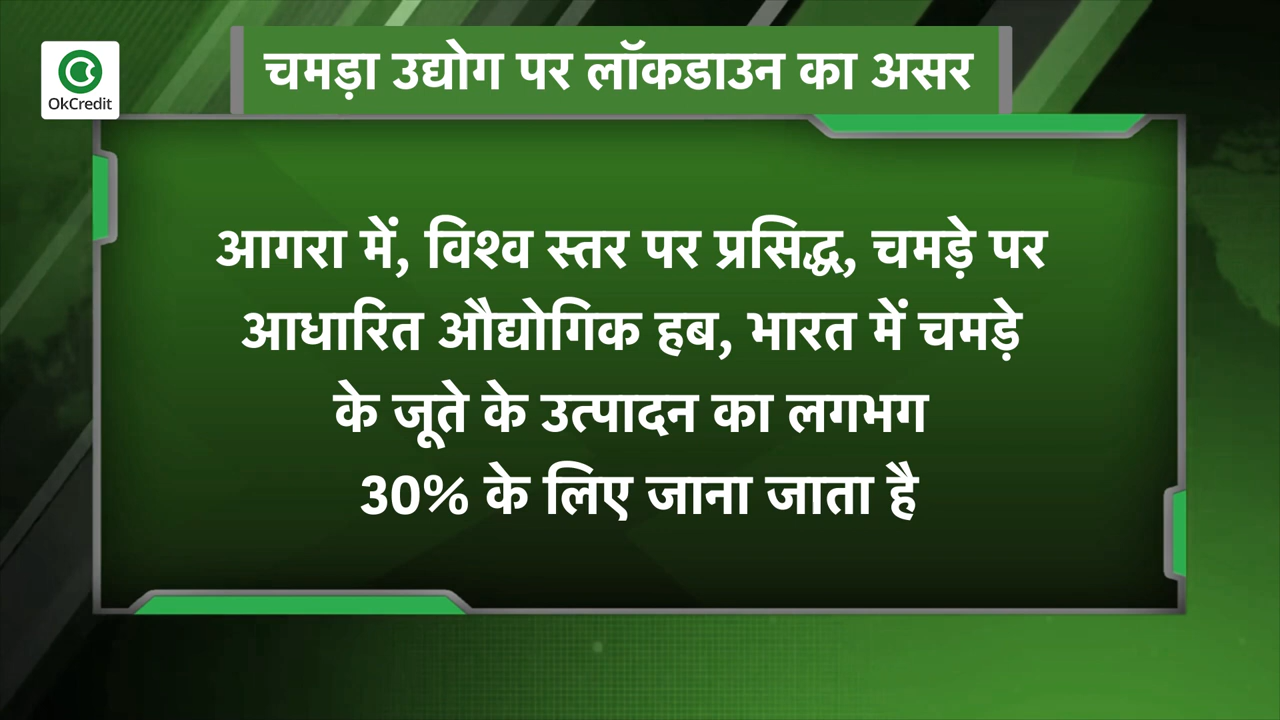 चमड़ा उद्योग पर लॉकडाउन का असर
OkCredit
आगरा में, विश्व स्तर पर प्रसिद्ध, चमड़े पर
आधारित औद्योगिक हब, भारत में चमड़े
के जूते के उत्पादन का लगभग
30% के लिए जाना जाता है